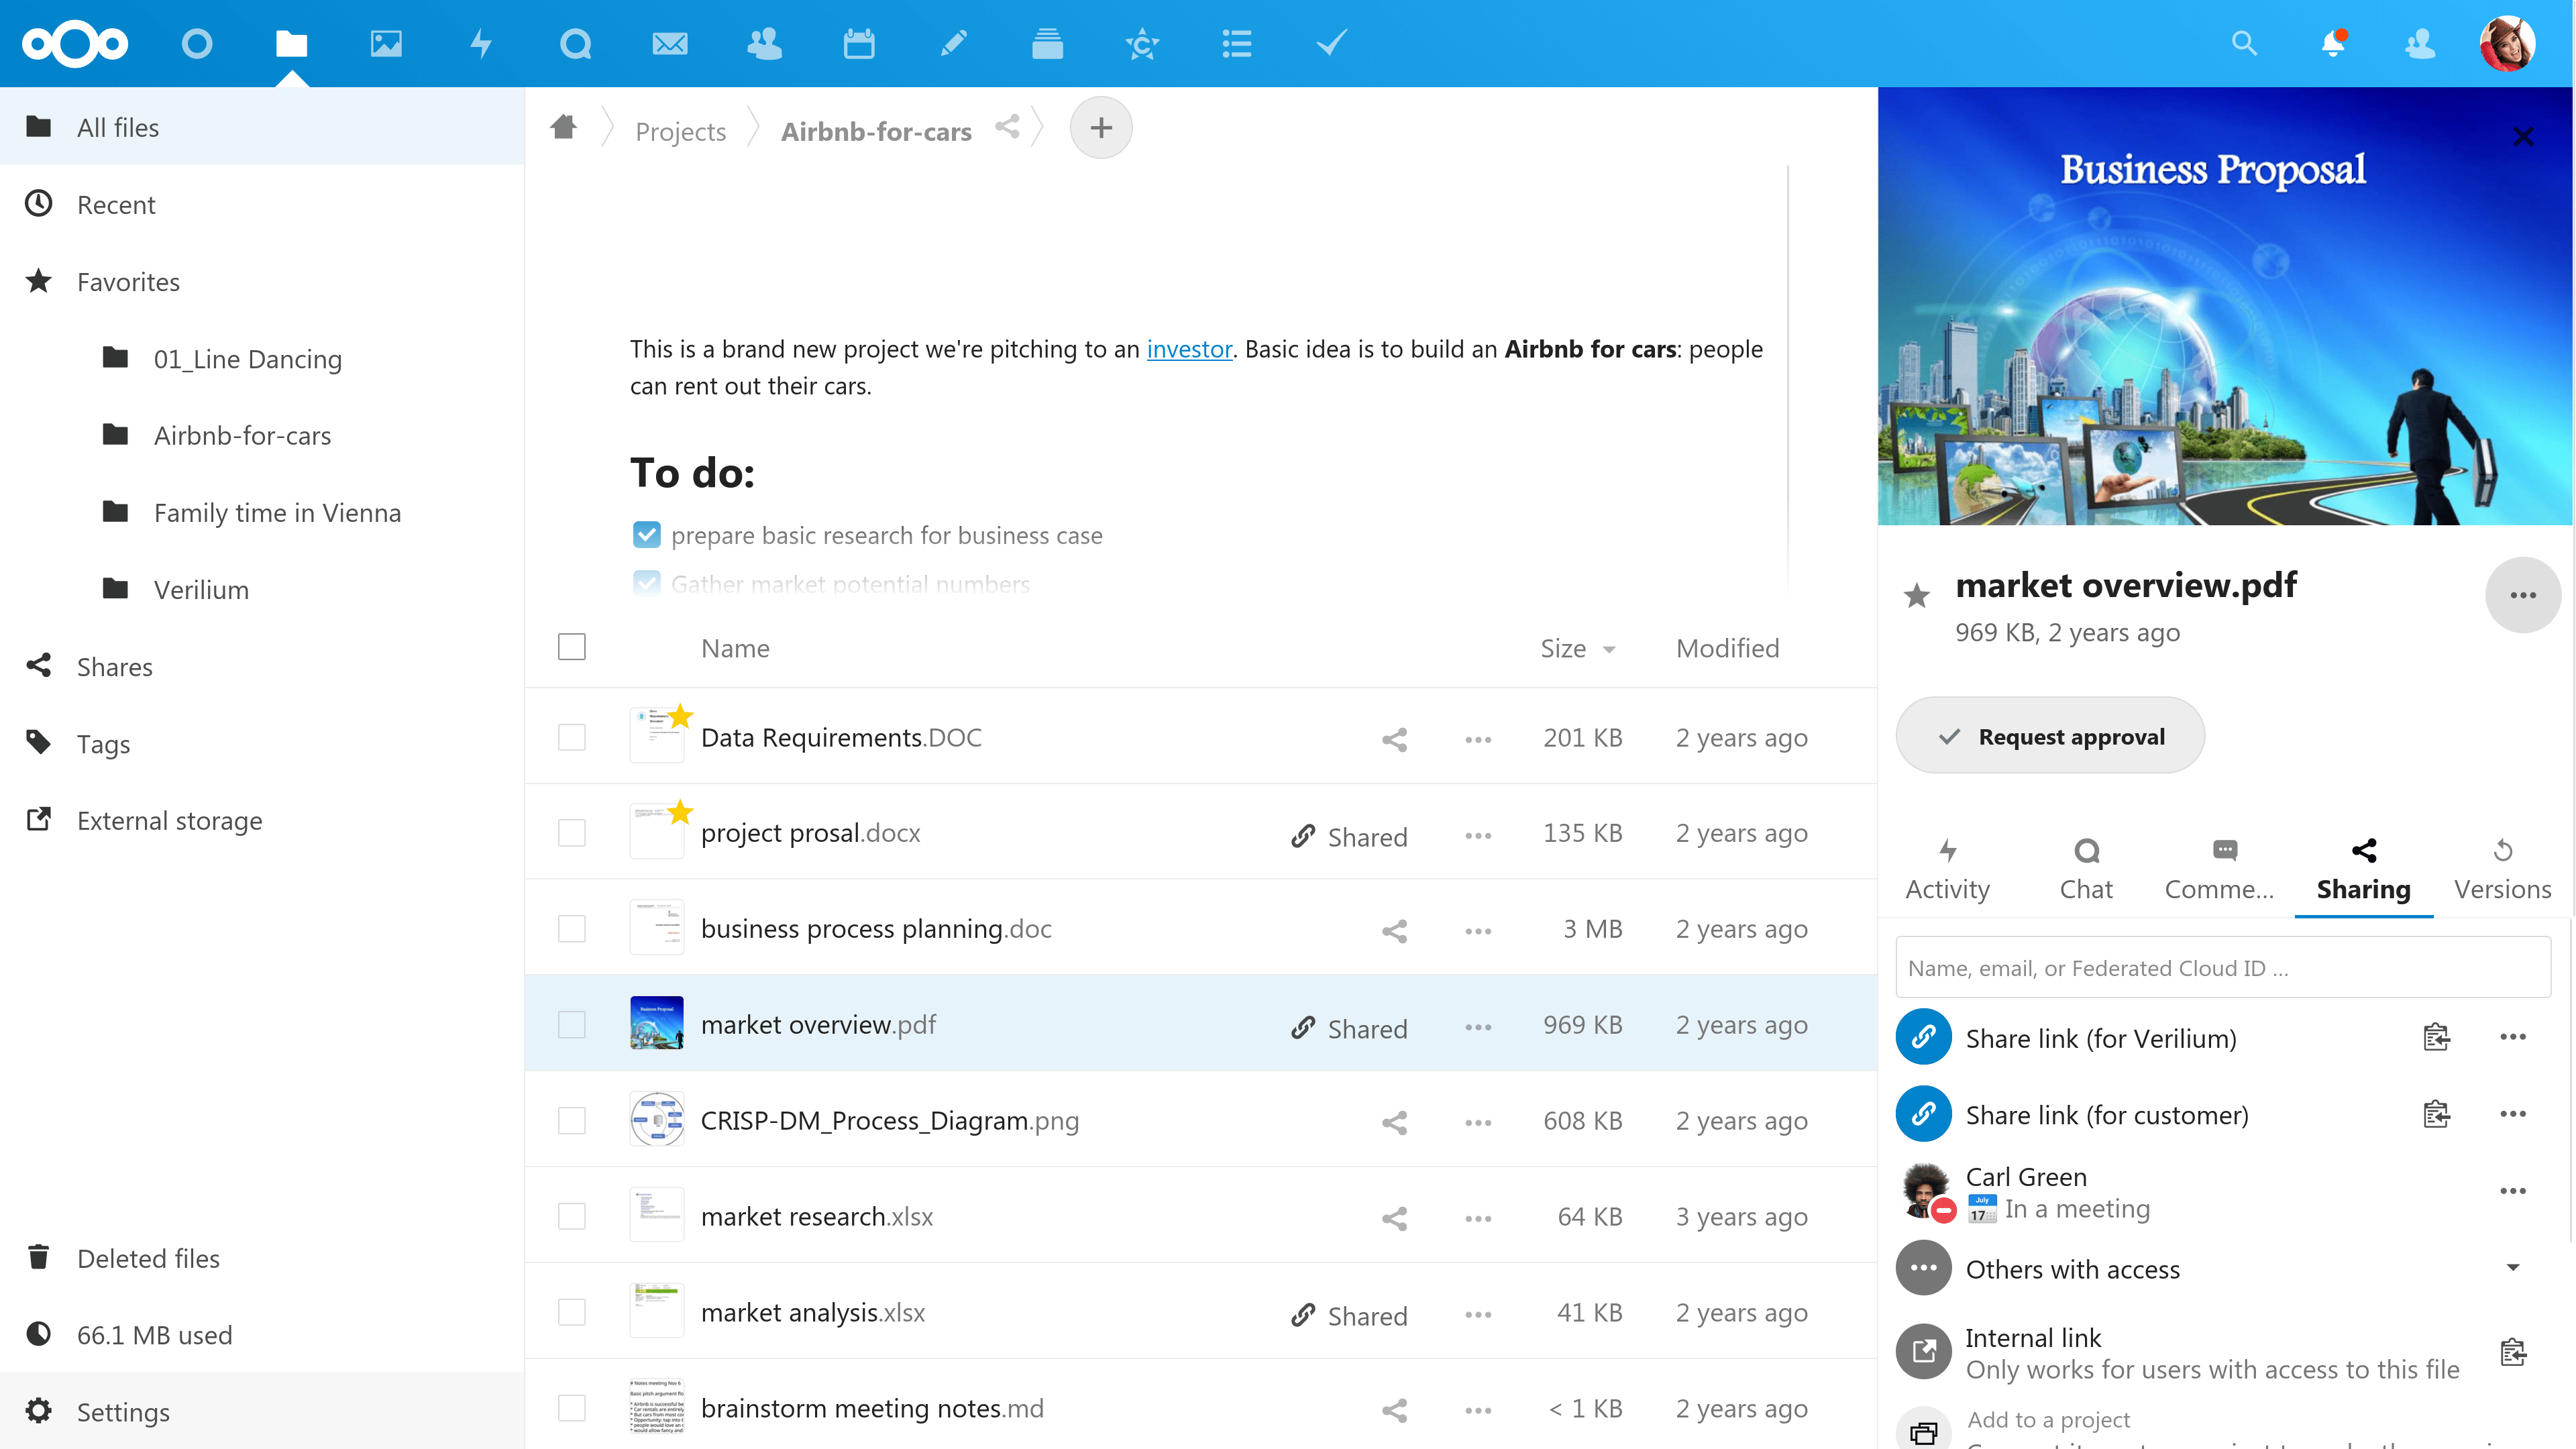 All files
Recent
Favorites
01_Line Dancing
Airbnb-for-cars
Family time in Vienna
Verilium
Shares
Tags
External storage
Deleted files
66.1 MB used
Settings
Projects
Airbnb-for-cars
This is a brand new project we're pitching to an investor. Basic idea is to build an Airbnb for cars: people
can rent out their cars.
To do:
prepare basic research for business case
Gather market potential numbers
Name Size Modified
Data Requirements.DOC 201 KB 2 years ago
project prosal.docx Shared 135 KB 2 years ago
business process planning.doc 3 MB 2 years ago
market overview.pdf Shared 969 KB 2 years ago
CRISP-DM_Process_Diagram.png 608 KB 2 years ago
market research.xlsx 64 KB 3 years ago
market analysis.xlsx Shared 41 KB 2 years ago
brainstorm meeting notes.md < 1 KB 2 years ago
Business Proposal
market overview.pdf
969 KB, 2 years ago
Request approval
Activity Chat Comme... Sharing Versions
Name, email, or Federated Cloud ID ...
Share link (for Verilium)
Share link (for customer)
Carl Green
July
17
In a meeting
Others with access
Internal link
Only works for users with access to this file
Add to a project